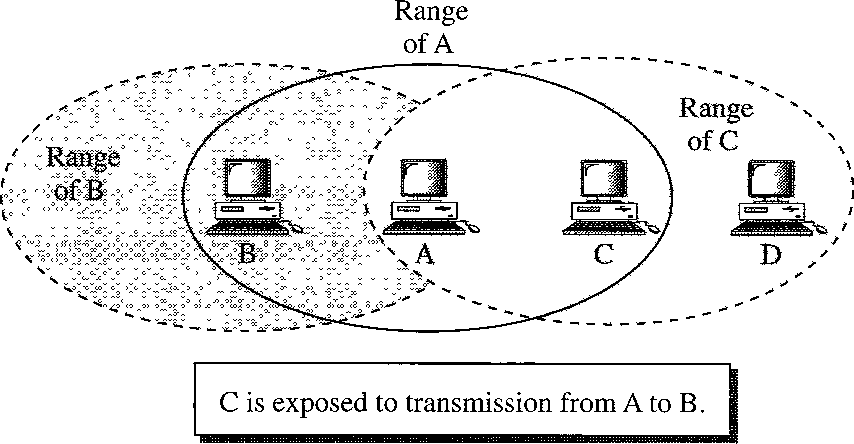 Range
of A
Range
of C
Range
of B
B
A
C
D
C is exposed to transmission from A to B.